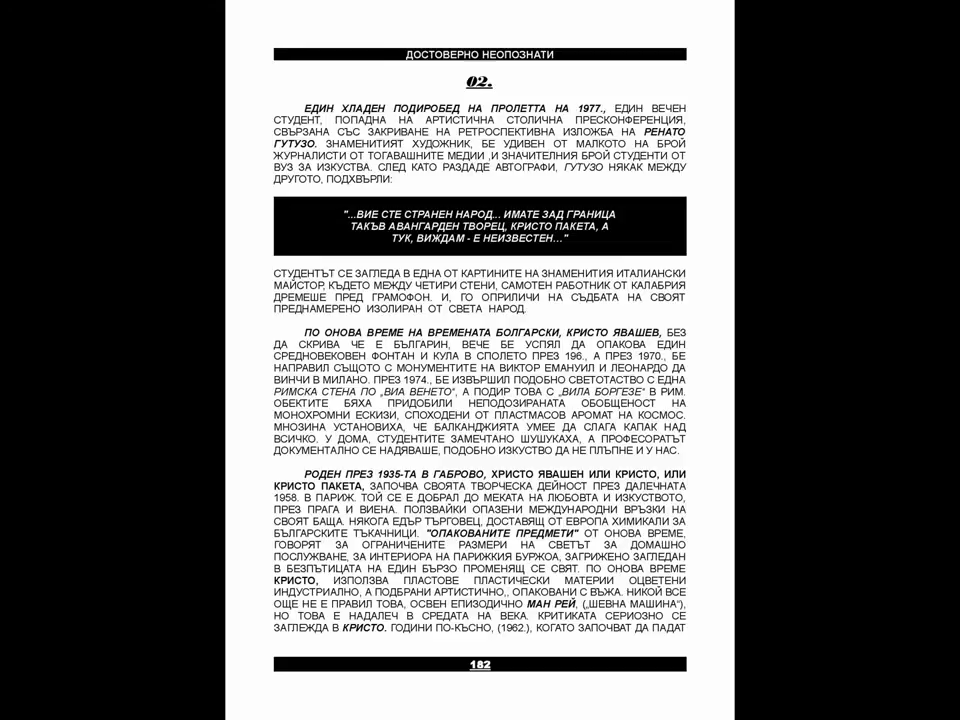 ДОСТОВЕРНО НЕОПОЗНАТИ
02.
ЕДИН ХЛАДЕН ПОДИРОБЕД НА ПРОЛЕТТА НА 1977., ЕДИН ВЕЧЕН
СТУДЕНТ, ПОПАДНА НА АРТИСТИЧНА СТОЛИЧНА ПРЕСКОНФЕРЕНЦИЯ,
СВЪРЗАНА СЪС ЗАКРИВАНЕ НА РЕТРОСПЕКТИВНА ИЗЛОЖБА НА РЕНАТО
ГУТУЗО. ЗНАМЕНИТИЯТ ХУДОЖНИК, БЕ УДИВЕН ОТ МАЛКОТО НА БРОЙ
ЖУРНАЛИСТИ ОТ ТОГАВАШНИТЕ МЕДИИ ,И ЗНАЧИТЕЛНИЯ БРОЙ СТУДЕНТИ ОТ
ВУЗ ЗА ИЗКУСТВА. СЛЕД КАТО РАЗДАДЕ АВТОГРАФИ, ГУТУЗО НЯКАК МЕЖДУ
ДРУГОТО, ПОДХВЪРЛИ:
"...ВИЕ СТЕ СТРАНЕН НАРОД... ИМАТЕ ЗАД ГРАНИЦА
ТАКЪВ АВАНГАРДЕН ТВОРЕЦ, КРИСТО ПАКЕТА, А
ТУК, ВИЖДАМ - Е НЕИЗВЕСТЕН..."
СТУДЕНТЪТ СЕ ЗАГЛЕДА В ЕДНА ОТ КАРТИНИТЕ НА ЗНАМЕНИТИЯ ИТАЛИАНСКИ
МАЙСТОР, КЪДЕТО МЕЖДУ ЧЕТИРИ СТЕНИ, САМОТЕН РАБОТНИК ОТ КАЛАБРИЯ
ДРЕМЕШЕ ПРЕД ГРАМОФОН. И, ГО ОПРИЛИЧИ НА СЪДБАТА НА СВОЯТ
ПРЕДНАМЕРЕНО ИЗОЛИРАН ОТ СВЕТА НАРОД.
ПО ОНОВА ВРЕМЕ НА ВРЕМЕНАТА БОЛГАРСКИ, КРИСТО ЯВАШЕВ, БЕЗ
ДА СКРИВА ЧЕ Е БЪЛГАРИН, ВЕЧЕ БЕ УСПЯЛ ДА ОПАКОВА ЕДИН
СРЕДНОВЕКОВЕН ФОНТАН И КУЛА В СПОЛЕТО ПРЕЗ 196., А ПРЕЗ 1970., БЕ
НАПРАВИЛ СЪЩОТО С МОНУМЕНТИТЕ НА ВИКТОР ЕМАНУИЛ И ЛЕОНАРДО ДА
ВИНЧИ В МИЛАНО. ПРЕЗ 1974., БЕ ИЗВЪРШИЛ ПОДОБНО СВЕТОТАСТВО С ЕДНА
РИМСКА СТЕНА ПО „ВИА ВЕНЕТО“, А ПОДИР ТОВА С „ВИЛА БОРГЕЗЕ“ В РИМ.
ОБЕКТИТЕ БЯХА ПРИДОБИЛИ НЕПОДОЗИРАНАТА ОБОБЩЕНОСТ НА
МОНОХРОМНИ ЕСКИЗИ, СПОХОДЕНИ ОТ ПЛАСТМАСОВ АРОМАТ НА КОСМОС.
МНОЗИНА УСТАНОВИХА, ЧЕ БАЛКАНДЖИЯТА УМЕЕ ДА СЛАГА КАПАК НАД
ВСИЧКО. У ДОМА, СТУДЕНТИТЕ ЗАМЕЧТАНО ШУШУКАХА, А ПРОФЕСОРАТЪТ
ДОКУМЕНТАЛНО СЕ НАДЯВАШЕ, ПОДОБНО ИЗКУСТВО ДА НЕ ПЛЪПНЕ И У НАС.
РОДЕН ПРЕЗ 1935-ТА В ГАБРОВО, ХРИСТО ЯВАШЕН ИЛИ КРИСТО, ИЛИ
КРИСТО ПАКЕТА, ЗАПОЧВА СВОЯТА ТВОРЧЕСКА ДЕЙНОСТ ПРЕЗ ДАЛЕЧНАТА
1958. В ПАРИЖ. ТОЙ СЕ Е ДОБРАЛ ДО МЕКАТА НА ЛЮБОВТА И ИЗКУСТВОТО,
ПРЕЗ ПРАГА И ВИЕНА. ПОЛЗВАЙКИ ОПАЗЕНИ МЕЖДУНАРОДНИ ВРЪЗКИ НА
СВОЯТ БАЩА. НЯКОГА ЕДЪР ТЪРГОВЕЦ, ДОСТАВЯЩ ОТ ЕВРОПА ХИМИКАЛИ ЗА
БЪЛГАРСКИТЕ ТЪКАЧНИЦИ. "ОПАКОВАНИТЕ ПРЕДМЕТИ" ОТ ОНОВА ВРЕМЕ,
ГОВОРЯТ ЗА ОГРАНИЧЕНИТЕ РАЗМЕРИ НА СВЕТЪТ ЗА ДОМАШНО
ПОСЛУЖВАНЕ, ЗА ИНТЕРИОРА НА ПАРИЖКИЯ БУРЖОА, ЗАГРИЖЕНО ЗАГЛЕДАН
В БЕЗПЪТИЦАТА НА ЕДИН БЪРЗО ПРОМЕНЯЩ СЕ СВЯТ. ПО ОНОВА ВРЕМЕ
КРИСТО, ИЗПОЛЗВА ПЛАСТОВЕ ПЛАСТИЧЕСКИ МАТЕРИИ ОЦВЕТЕНИ
ИНДУСТРИАЛНО, А ПОДБРАНИ АРТИСТИЧНО,, ОПАКОВАНИ С ВЪЖА. НИКОЙ ВСЕ
ОЩЕ НЕ Е ПРАВИЛ ТОВА, ОСВЕН ЕПИЗОДИЧНО МАН РЕЙ, („ШЕВНА МАШИНА“),
НО ТОВА Е НАДАЛЕЧ В СРЕДАТА НА ВЕКА. КРИТИКАТА СЕРИОЗНО СЕ
ЗАГЛЕЖДА В КРИСТО. ГОДИНИ ПО-КЪСНО, (1962.), КОГАТО ЗАПОЧВАТ ДА ПАДАТ
182